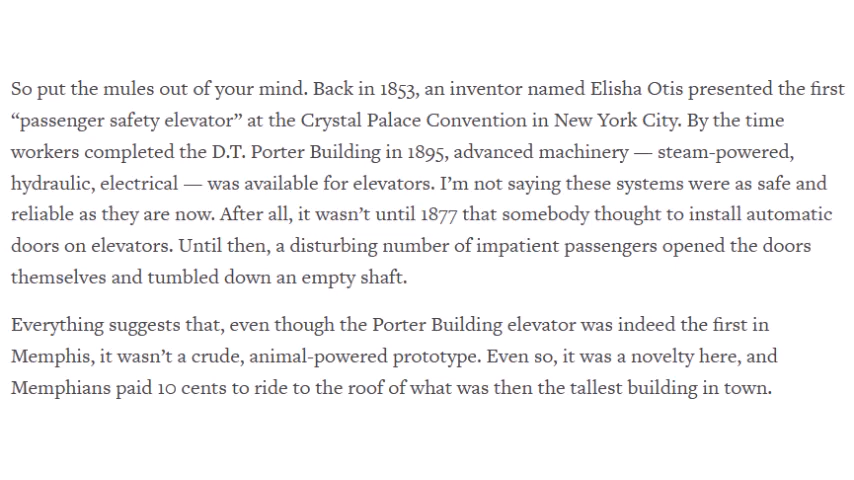 So put the mules out of your mind. Back in 1853, an inventor named Elisha Otis presented the first
“passenger safety elevator” at the Crystal Palace Convention in New York City. By the time
workers completed the D.T. Porter Building in 1895, advanced machinery — steam-powered,
hydraulic, electrical — was available for elevators. I’m not saying these systems were as safe and
reliable as they are now. After all, it wasn’t until 1877 that somebody thought to install automatic
doors on elevators. Until then, a disturbing number of impatient passengers opened the doors
themselves and tumbled down an empty shaft.
Everything suggests that, even though the Porter Building elevator was indeed the first in
Memphis, it wasn’t a crude, animal-powered prototype. Even so, it was a novelty here, and
Memphians paid 10 cents to ride to the roof of what was then the tallest building in town.